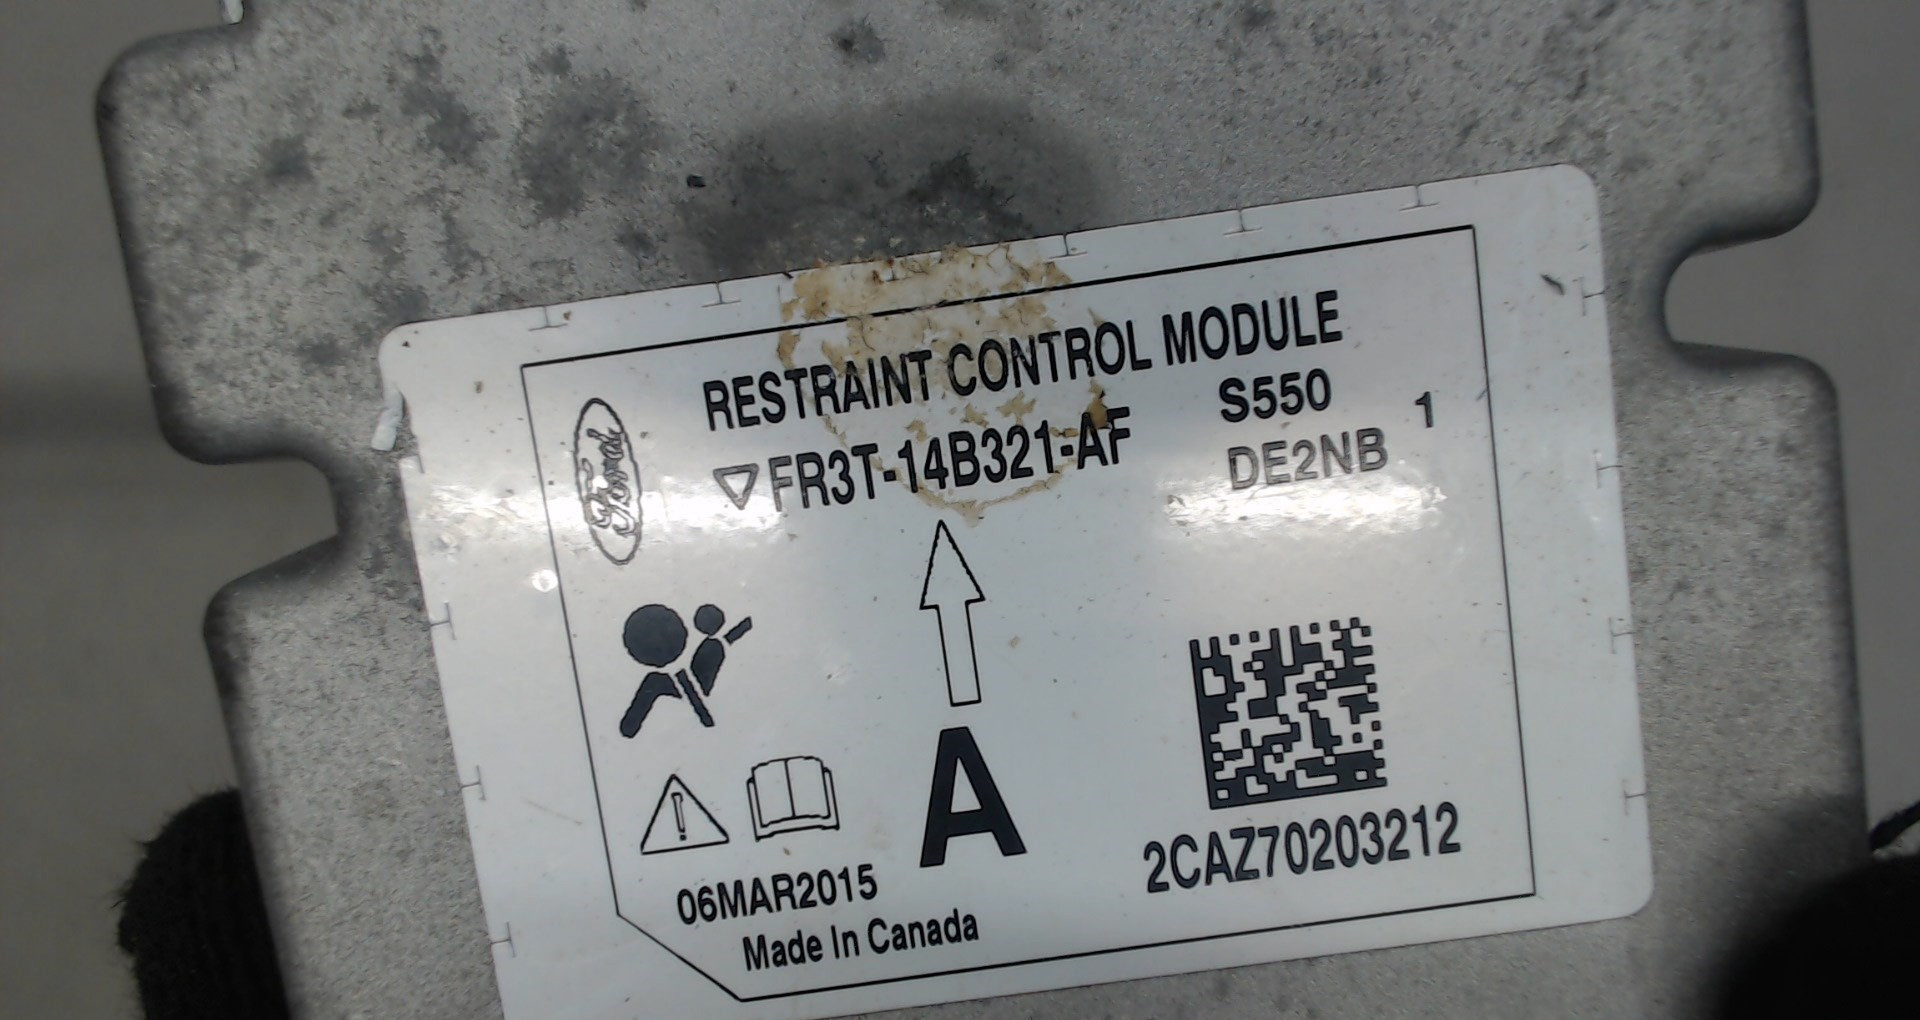 RESTRAINT CONTROL MODULE
Ford
FR3T-14B321-AF
S550
DE2NB
1
A
2CAZ70203212
06MAR2015
Made In Canada